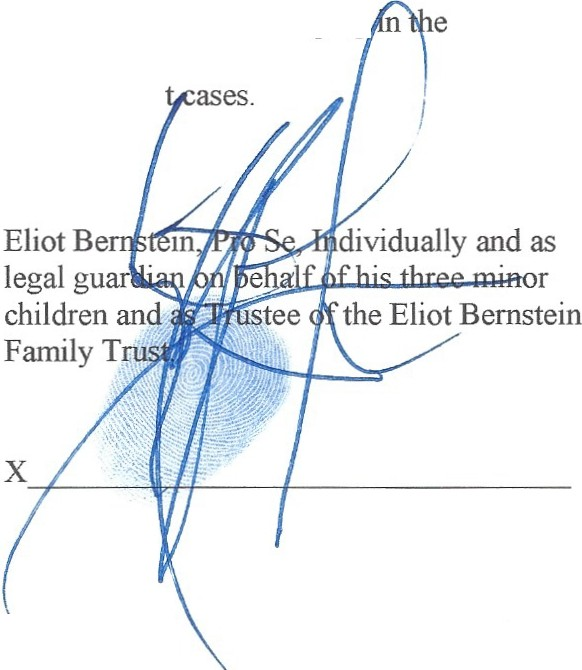 in the
t cases.
Eliot Bernstein, Pro Se, Individually and as
legal guardian on behalf of his three minor
children and as Trustee of the Eliot Bernstein
Family Trust.
X